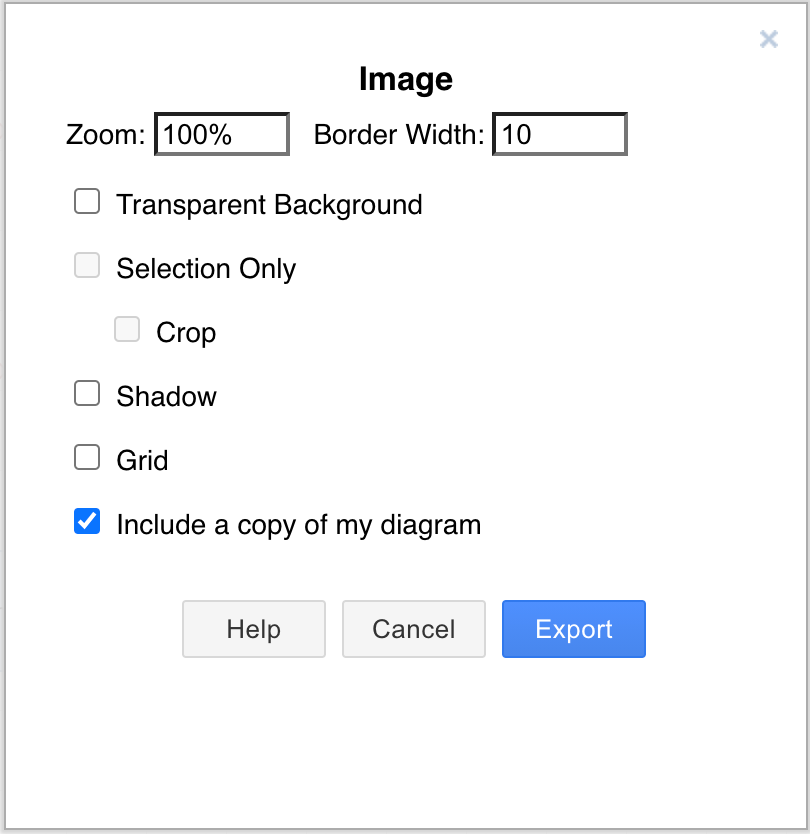 Image
Zoom: 100% Border Width: 10
Transparent Background
Selection Only
Crop
Shadow
Grid
Include a copy of my diagram
Help Cancel Export